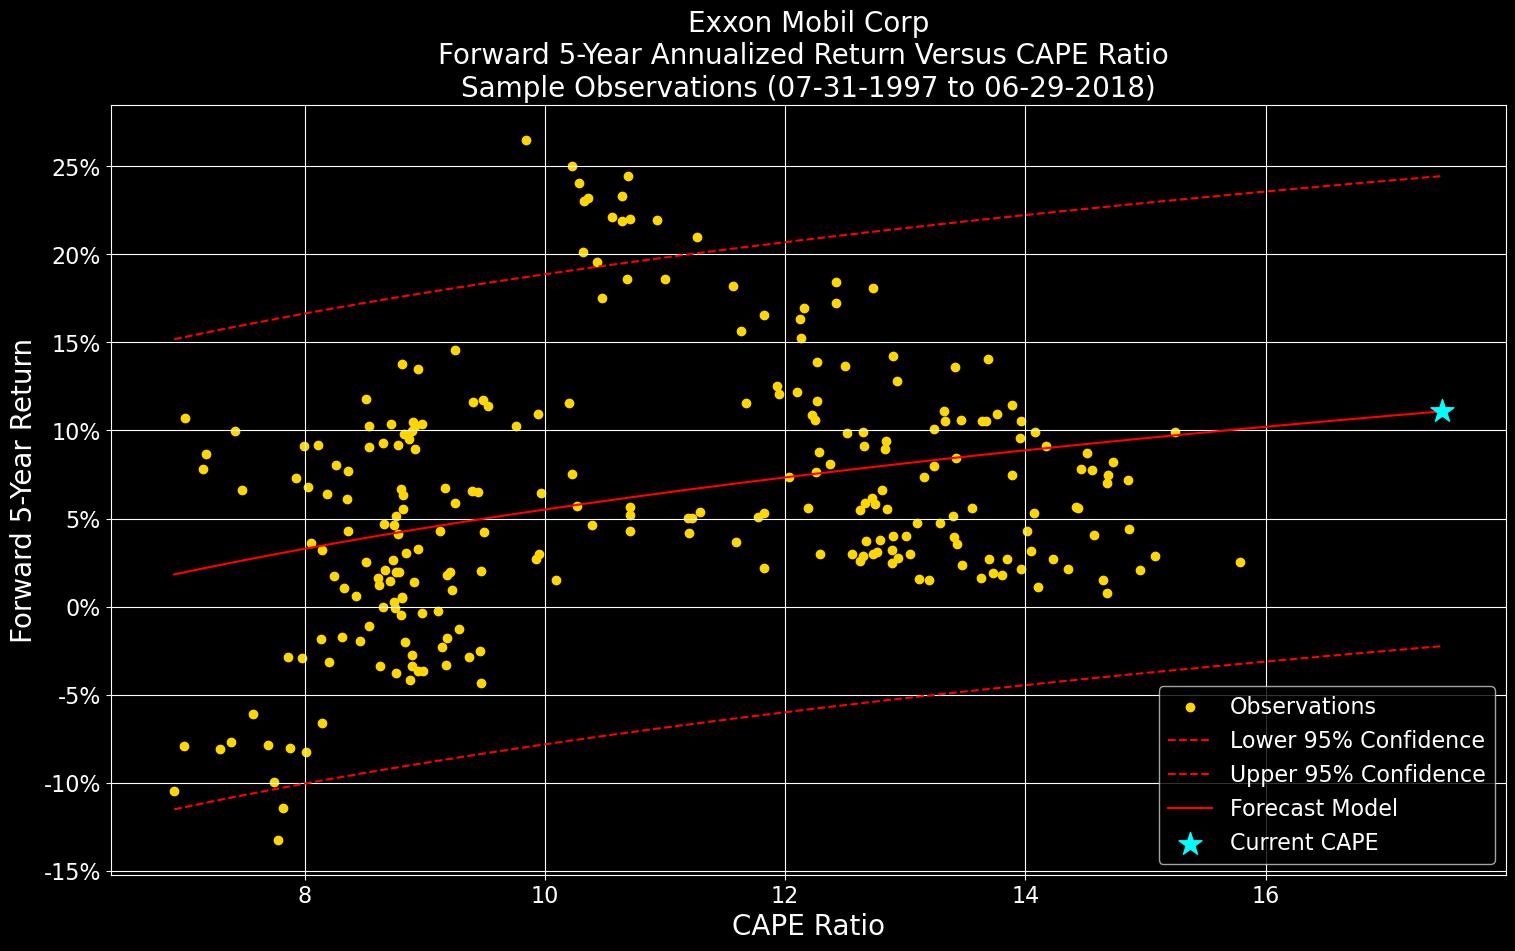 Exxon Mobil Corp
Forward 5-Year Annualized Return Versus CAPE Ratio
Sample Observations (07-31-1997 to 06-29-2018)
Forward 5-Year Return
25%
20%
15%
10%
5%
0%
-5%
-10%
-15%
8
10
12
14
16
CAPE Ratio
Observations
Lower 95% Confidence
Upper 95% Confidence
Forecast Model
Current CAPE